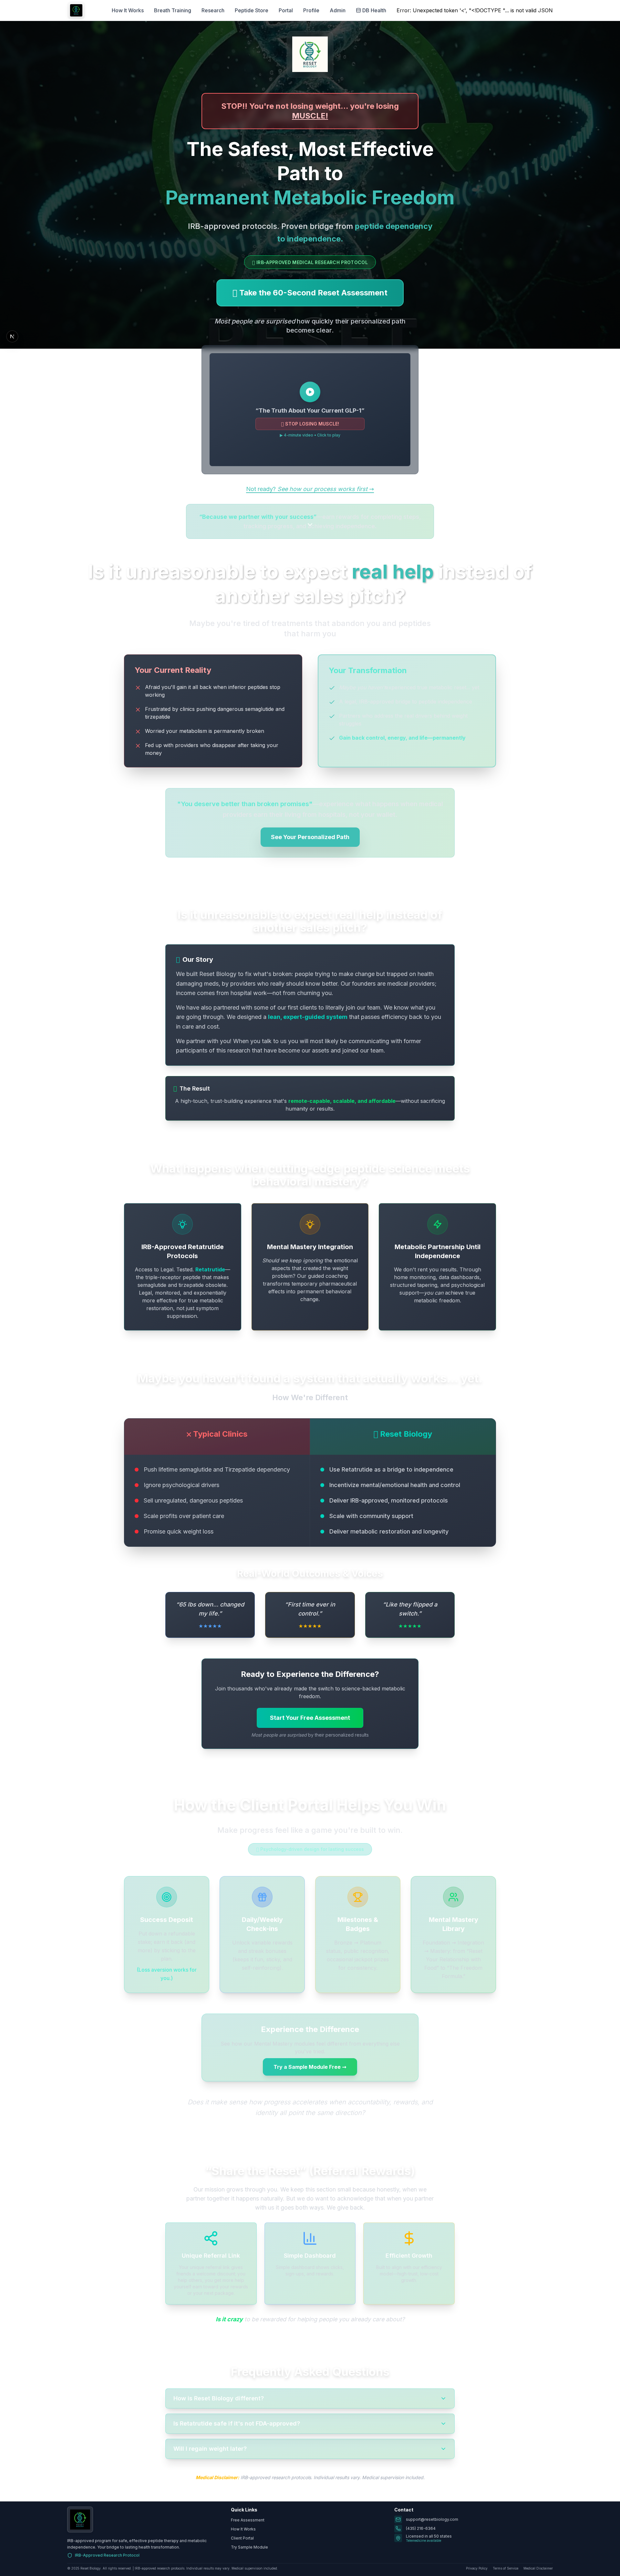 How It Works
Breath Training
Research
Peptide Store
Portal
Profile
Admin
DB Health
Error: Unexpected token '<', "<!DOCTYPE "... is not valid JSON
STOP!! You're not losing weight... you're losing
MUSCLE!
The Safest, Most Effective
Path to
Permanent Metabolic Freedom
IRB-approved protocols. Proven bridge from peptide dependency
to independence.
IRB-APPROVED MEDICAL RESEARCH PROTOCOL
Take the 60-Second Reset Assessment
Most people are surprised how quickly their personalized path
becomes clear.
N
"The Truth About Your Current GLP-1"
STOP LOSING MUSCLE!
▶ 4-minute video • Click to play
Not ready? See how our process works first →
"Because we partner with your success"
Is it unreasonable to expect real help instead of
another sales pitch?
Maybe you're tired of treatments that abandon you and peptides
that harm you
Your Current Reality
Afraid you'll gain it all back when inferior peptides stop
working
Frustrated by clinics pushing dangerous semaglutide and
tirzepatide
Worried your metabolism is permanently broken
Fed up with providers who disappear after taking your
money
Your Transformation
Gain back control, energy, and life—permanently
"You deserve better than broken promises"
See Your Personalized Path
Is it unreasonable to expect real help instead of
another sales pitch?
Our Story
We built Reset Biology to fix what's broken: people trying to make change but trapped on health
damaging meds, by providers who really should know better. Our founders are medical providers;
income comes from hospital work—not from churning you.
We have also partnered with some of our first clients to literally join our team. We know what you
are going through. We designed a lean, expert-guided system that passes efficiency back to you
in care and cost.
We partner with you! When you talk to us you will most likely be communicating with former
participants of this research that have become our assets and joined our team.
The Result
A high-touch, trust-building experience that's remote-capable, scalable, and affordable—without sacrificing
humanity or results.
What happens when cutting-edge peptide science meets
behavioral mastery?
IRB-Approved Retatrutide
Protocols
Access to Legal. Tested. Retatrutide—
the triple-receptor peptide that makes
semaglutide and tirzepatide obsolete.
Legal, monitored, and exponentially
more effective for true metabolic
restoration, not just symptom
suppression.
Mental Mastery Integration
Should we keep ignoring the emotional
aspects that created the weight
problem? Our guided coaching
transforms temporary pharmaceutical
effects into permanent behavioral
change.
Metabolic Partnership Until
Independence
We don't rent you results. Through
home monitoring, data dashboards,
structured tapering, and psychological
support—you can achieve true
metabolic freedom.
Maybe you haven't found a system that actually works... yet.
How We're Different
✕ Typical Clinics
Push lifetime semaglutide and Tirzepatide dependency
Ignore psychological drivers
Sell unregulated, dangerous peptides
Scale profits over patient care
Promise quick weight loss
Reset Biology
Use Retatrutide as a bridge to independence
Incentivize mental/emotional health and control
Deliver IRB-approved, monitored protocols
Scale with community support
Deliver metabolic restoration and longevity
Real-World Outcomes & Voices
"65 lbs down... changed
my life."
★★★★★
"First time ever in
control."
★★★★★
"Like they flipped a
switch."
★★★★★
Ready to Experience the Difference?
Join thousands who've already made the switch to science-backed metabolic
freedom.
Start Your Free Assessment
Most people are surprised by their personalized results
How the Client Portal Helps You Win
Make progress feel like a game you're built to win
Success Deposit
(Loss aversion works for
you.)
Daily/Weekly
Check-ins
Milestones &
Badges
Mental Mastery
Library
Experience the Difference
Try a Sample Module Free →
Does it make sense how progress accelerates when accountability, rewards, and
identity all point the same direction?
"Share the Reset" (Referral Rewards)
Our mission grows through you. We keep this section small because honestly, when we
partner together it happens naturally. But we do want to acknowledge that when you partner
with us it goes both ways. We give back.
Unique Referral Link
Simple Dashboard
Efficient Growth
Is it crazy to be rewarded for helping people you already care about?
Frequently Asked Questions
How is Reset Biology different?
Is Retatrutide safe if it's not FDA-approved?
Will I regain weight later?
Medical Disclaimer: IRB-approved research protocols. Individual results vary. Medical supervision included.
IRB-approved program for safe, effective peptide therapy and metabolic
independence. Your bridge to lasting health transformation.
IRB-Approved Research Protocol
Quick Links
Free Assessment
How It Works
Client Portal
Try Sample Module
Contact
support@resetbiology.com
(435) 216-6364
Licensed in all 50 states
Telemedicine available
© 2025 Reset Biology. All rights reserved. | IRB-approved research protocols. Individual results may vary. Medical supervision included.
Privacy Policy
Terms of Service
Medical Disclaimer